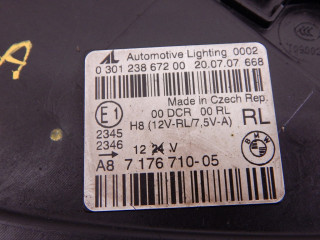 AL Automotive Lighting 0002
0 301 238 672 00 20.07.07 668
Made in Czech Rep.
00 DCR 00 RL
E1 H8 (12V-RL/7,5V-A) RL
2345
2346 12 24 V
BMW
A8 7 176 710-05
A